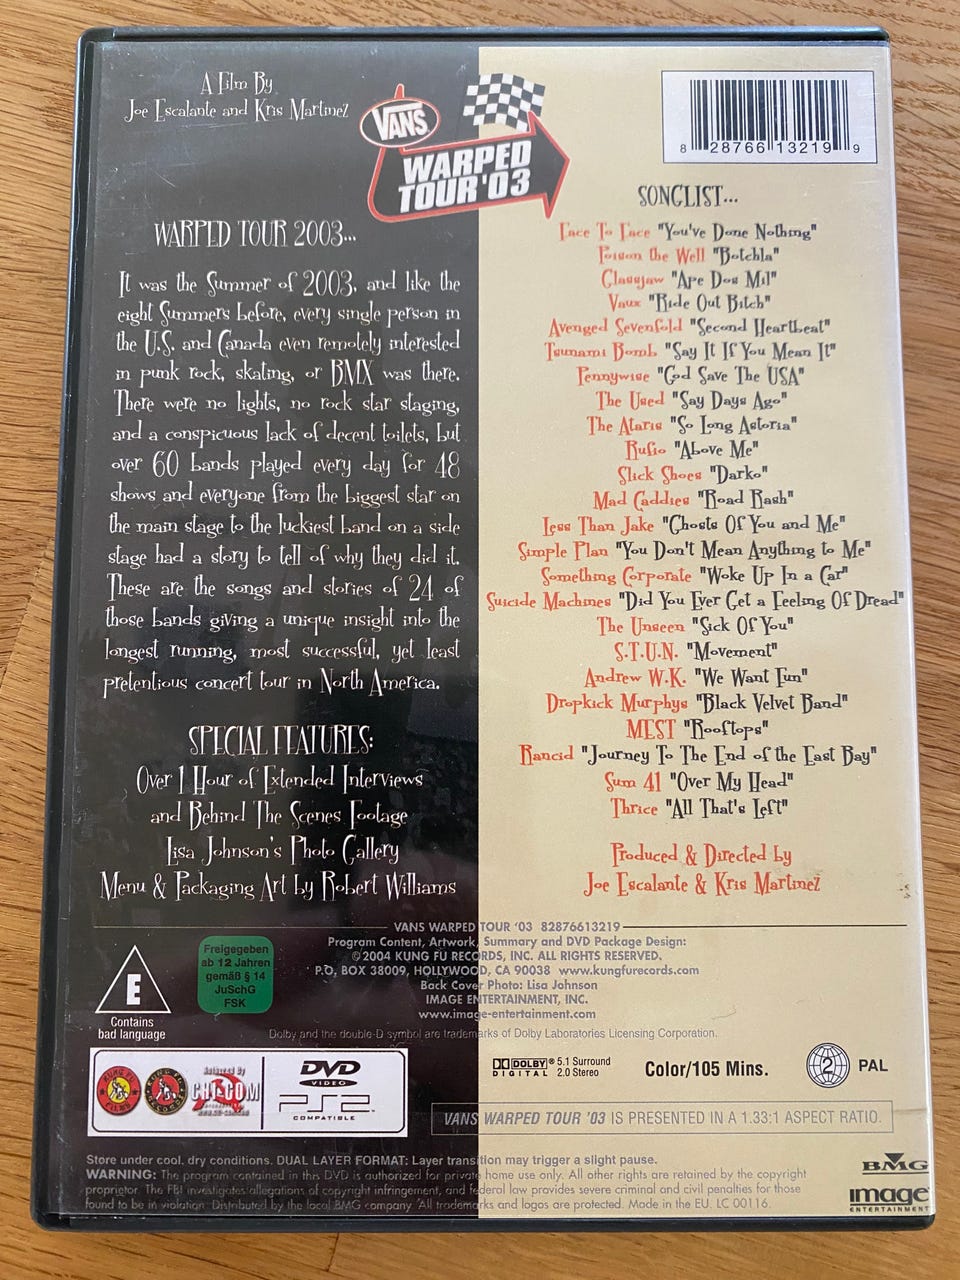 A Film By
Joe Escalante and Kris Martinez
VANS
WARPED
TOUR '03
8 28766 13219 9
WARPED TOUR 2003...
It was the Summer of 2003, and like the
eight Summers before, every single person in
the U.S. and Canada even remotely interested
in punk rock, skating, or BMX was there.
There were no lights, no rock star staging,
and a conspicuous lack of decent toilets, but
over 60 bands played every day for 48
shows and everyone from the biggest star on
the main stage to the luckiest band on a side
stage had a story to tell of why they did it.
These are the songs and stories of 24 of
those bands giving a unique insight into the
longest running, most successful, yet least
pretentious concert tour in North America.
SPECIAL FEATURES:
Over 1 Hour of Extended Interviews
and Behind The Scenes Footage
Lisa Johnson's Photo Gallery
Menu & Packaging Art by Robert Williams
SONGLIST...
Face To Face "You've Done Nothing"
Poison the Well "Botchla"
Glassjaw "Ape Dos Mil"
Vaux "Ride Out Bitch"
Avenged Sevenfold "Second Heartbeat"
Tsunami Bomb "Say It If You Mean It"
Pennywise "God Save The USA"
The Used "Say Days Ago"
The Ataris "So Long Astoria"
Rufio "Above Me"
Slick Shoes "Darko"
Mad Caddies "Road Rash"
Less Than Jake "Ghosts Of You and Me"
Simple Plan "You Don't Mean Anything to Me"
Something Corporate "Woke Up In a Car"
Suicide Machines "Did You Ever Get a Feeling Of Dread"
The Unseen "Sick Of You"
S.T.U.N. "Movement"
Andrew W.K. "We Want Fun"
Dropkick Murphys "Black Velvet Band"
MEST "Rooftops"
Rancid "Journey To The End of the East Bay"
Sum 41 "Over My Head"
Thrice "All That's Left"
Produced & Directed by
Joe Escalante & Kris Martinez
VANS WARPED TOUR '03 82876613219
Program Content, Artwork, Summary and DVD Package Design:
©2004 KUNG FU RECORDS, INC. ALL RIGHTS RESERVED.
P.O. BOX 38009, HOLLYWOOD, CA 90038 www.kungfurecords.com
Back Cover Photo: Lisa Johnson
IMAGE ENTERTAINMENT, INC.
www.image-entertainment.com
Dolby and the double-D symbol are trademarks of Dolby Laboratories Licensing Corporation.
E
Contains
bad language
Freigegeben
ab 12 Jahren
gemäß § 14
JuSchG
FSK
KUNG FU
FILMS
CHI-COM
DVD
VIDEO
PS2
COMPATIBLE
DOLBY® 5.1 Surround
DIGITAL 2.0 Stereo
Color/105 Mins.
2
PAL
VANS WARPED TOUR '03 IS PRESENTED IN A 1.33:1 ASPECT RATIO.
Store under cool, dry conditions. DUAL LAYER FORMAT: Layer transition may trigger a slight pause.
WARNING: The program contained in this DVD is authorized for private home use only. All other rights are retained by the copyright
proprietor. The FBI investigates allegations of copyright infringement, and federal law provides severe criminal and civil penalties for those
found to be in violation. Distributed by the local BMG company. All trademarks and logos are protected. Made in the EU. LC 00116.
BMG
image
ENTERTAINMENT